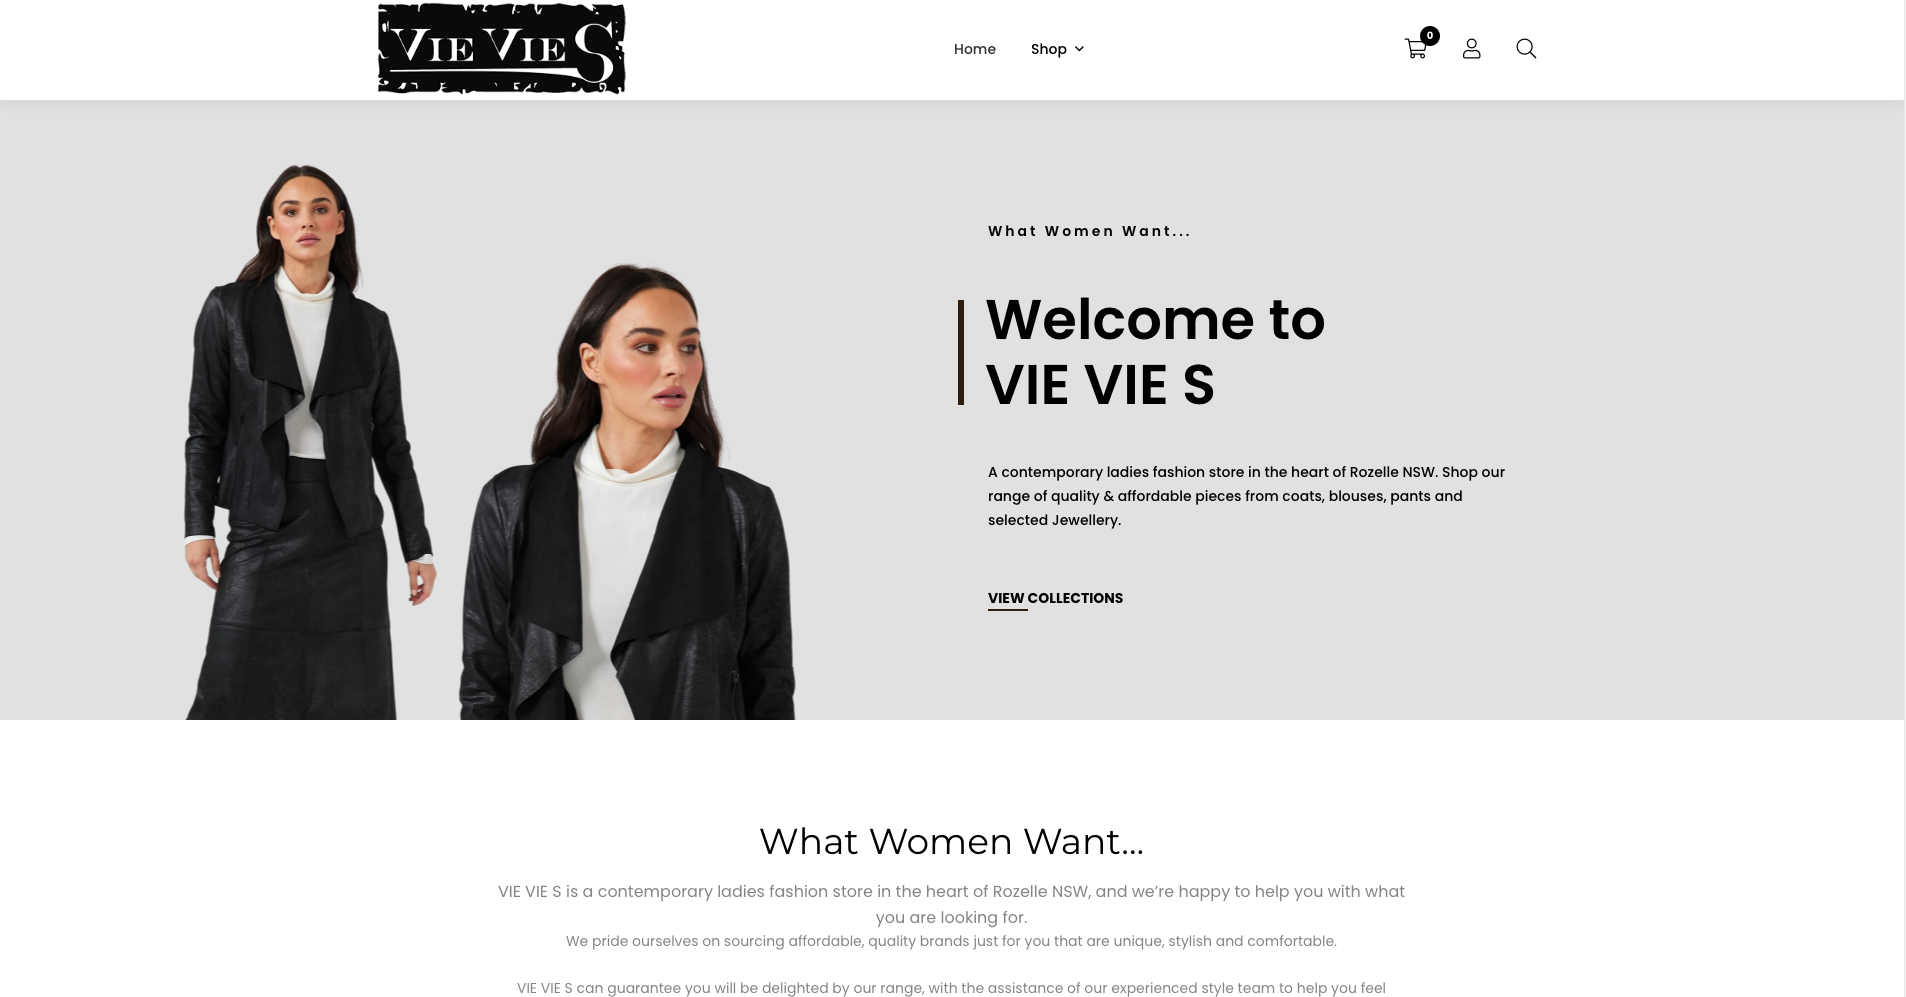 VIE VIE S
Home
Shop
0
What Women Want...
Welcome to
VIE VIE S
A contemporary ladies fashion store in the heart of Rozelle NSW. Shop our
range of quality & affordable pieces from coats, blouses, pants and
selected Jewellery.
VIEW COLLECTIONS
What Women Want...
VIE VIE S is a contemporary ladies fashion store in the heart of Rozelle NSW, and we’re happy to help you with what
you are looking for.
We pride ourselves on sourcing affordable, quality brands just for you that are unique, stylish and comfortable.
VIE VIE S can guarantee you will be delighted by our range, with the assistance of our experienced style team to help you feel